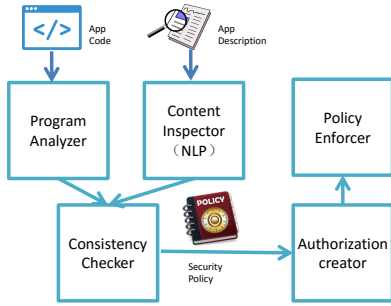 </>
App
Code
App
Description
Program
Analyzer
Content
Inspector
（NLP）
Policy
Enforcer
POLICY
Consistency
Checker
Security
Policy
Authorization
creator